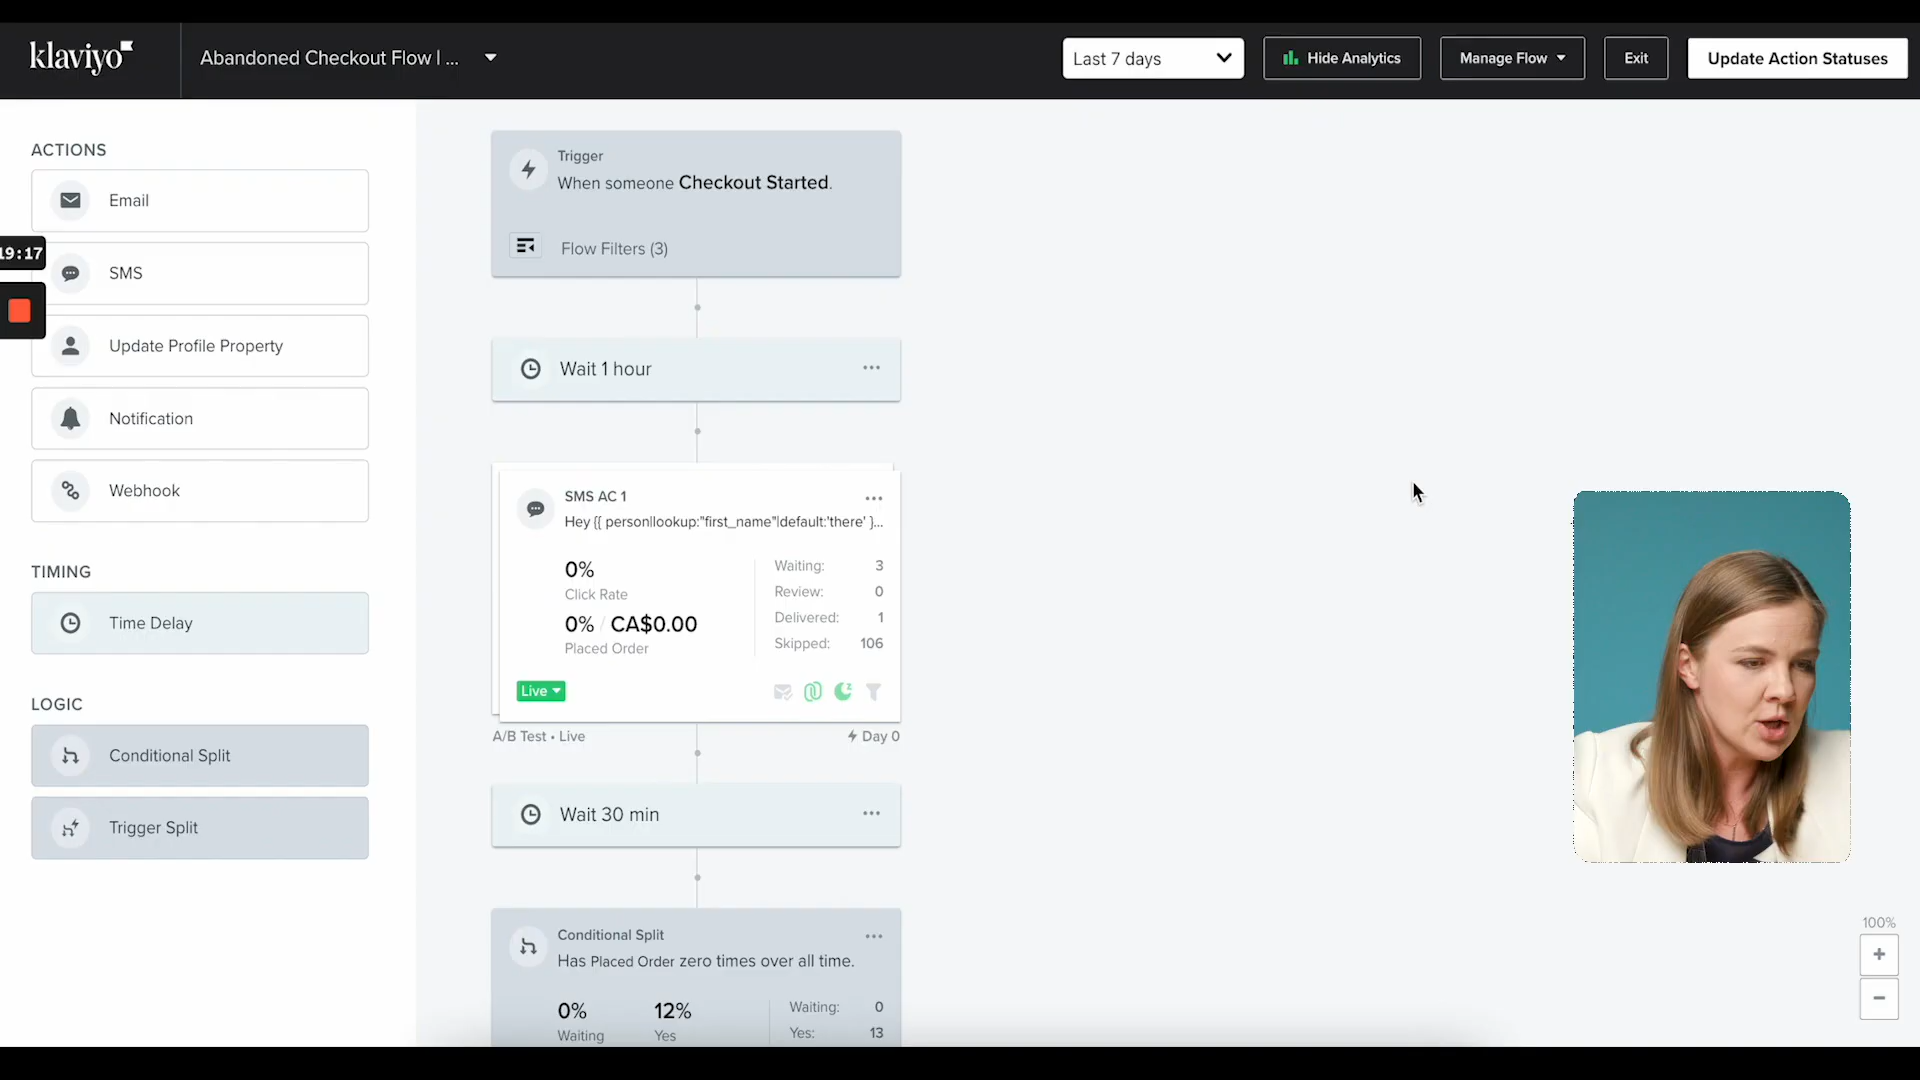 klaviyo
Abandoned Checkout Flow | ...
Last 7 days
Hide Analytics
Manage Flow
Exit
Update Action Statuses
ACTIONS
Email
19:17
SMS
Update Profile Property
Notification
Webhook
TIMING
Time Delay
LOGIC
Conditional Split
Trigger Split
Trigger
When someone Checkout Started.
Flow Filters (3)
Wait 1 hour
SMS AC 1
Hey {{ person|lookup:"first_name"|default:'there' }...
0%
Click Rate
0% / CA$0.00
Placed Order
Waiting: 3
Review: 0
Delivered: 1
Skipped: 106
Live
A/B Test • Live
Day 0
Wait 30 min
Conditional Split
Has Placed Order zero times over all time.
0%
Waiting
12%
Yes
Waiting: 0
Yes: 13
100%